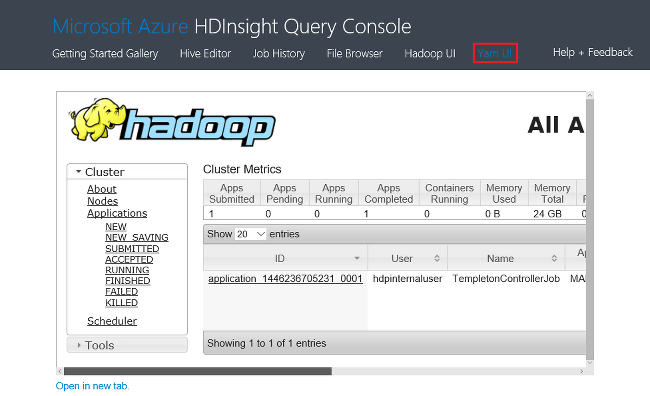 Microsoft Azure HDInsight Query Console
Getting Started Gallery Hive Editor Job History File Browser Hadoop UI Yarn UI Help + Feedback
hadoop
All A
Cluster
About
Nodes
Applications
NEW
NEW_SAVING
SUBMITTED
ACCEPTED
RUNNING
FINISHED
FAILED
KILLED
Scheduler
Tools
Cluster Metrics
Apps Submitted Apps Pending Apps Running Apps Completed Containers Running Memory Used Memory Total
1 0 0 1 0 0 B 24 GB
Show 20 entries
ID User Name
application_1446236705231_0001 hdpinternaluser TempletonControllerJob
Showing 1 to 1 of 1 entries
Open in new tab.